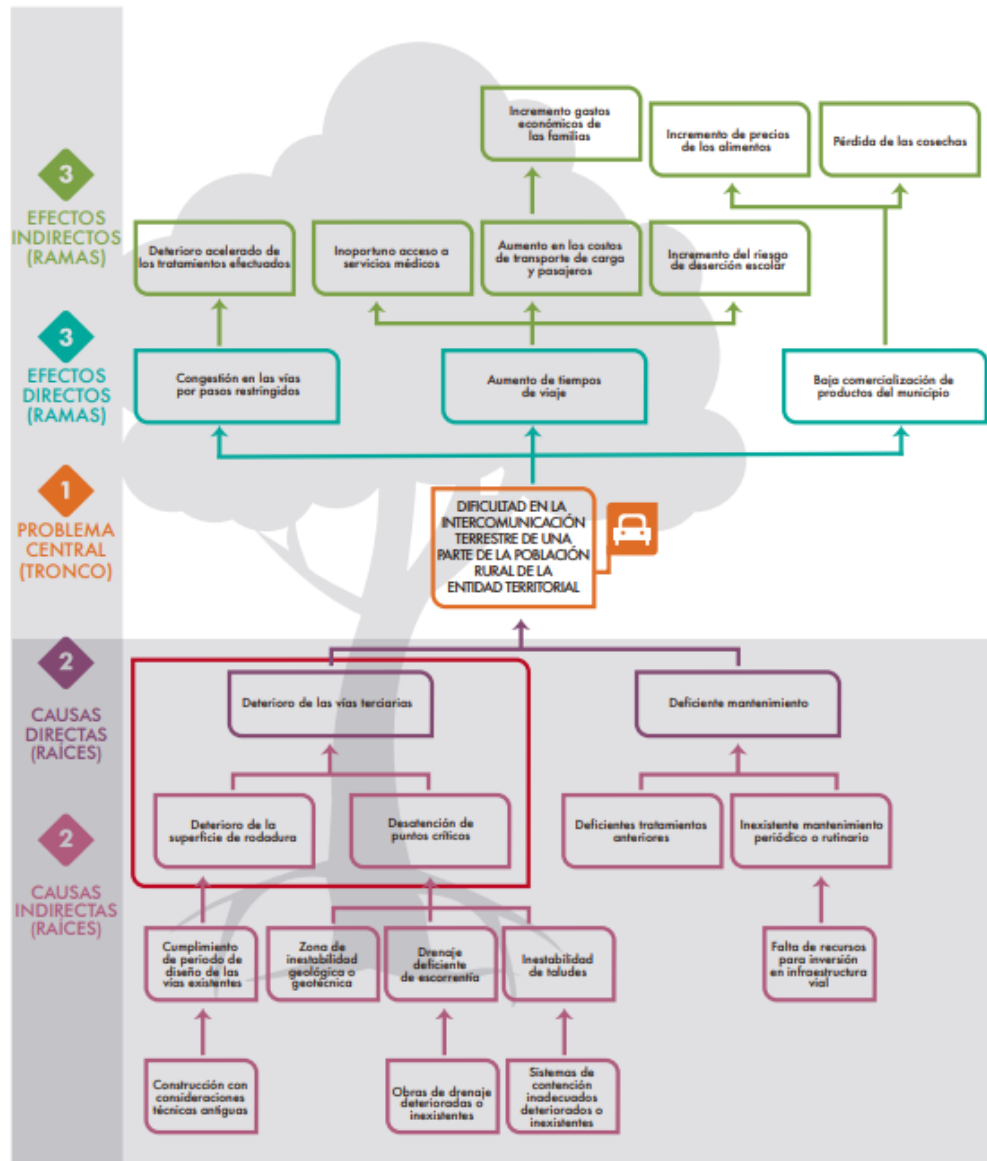 Incremento gastos
económicos de
las familias
Incremento de precios
de los alimentos
Pérdida de las cosechas
3
EFECTOS
INDIRECTOS
(RAMAS)
Deterioro acelerado de
los tratamientos efectuados
Inoportuno acceso a
servicios médicos
Aumento en los costos
de transporte de carga
y pasajeros
Incremento del riesgo
de deserción escolar
3
EFECTOS
DIRECTOS
(RAMAS)
Congestión en las vías
por pasos restringidos
Aumento de tiempos
de viaje
Baja comercialización de
productos del municipio
1
PROBLEMA
CENTRAL
(TRONCO)
DIFICULTAD EN LA
INTERCOMUNICACIÓN
TERRESTRE DE UNA
PARTE DE LA POBLACIÓN
RURAL DE LA
ENTIDAD TERRITORIAL
2
CAUSAS
DIRECTAS
(RAÍCES)
Deterioro de las vías terciarias
Deficiente mantenimiento
2
CAUSAS
INDIRECTAS
(RAÍCES)
Deterioro de la
superficie de rodadura
Desatención de
puntos críticos
Deficientes tratamientos
anteriores
Inexistente mantenimiento
periódico o rutinario
Cumplimiento
de periodo de
diseño de las
vías existentes
Zona de
inestabilidad
geológica o
geotécnica
Drenaje
deficiente
de escorrentía
Inestabilidad
de taludes
Falta de recursos
para inversión
en infraestructura
vial
Construcción con
consideraciones
técnicas antiguas
Obras de drenaje
deterioradas o
inexistentes
Sistemas de
contención
inadecuados
deteriorados o
inexistentes